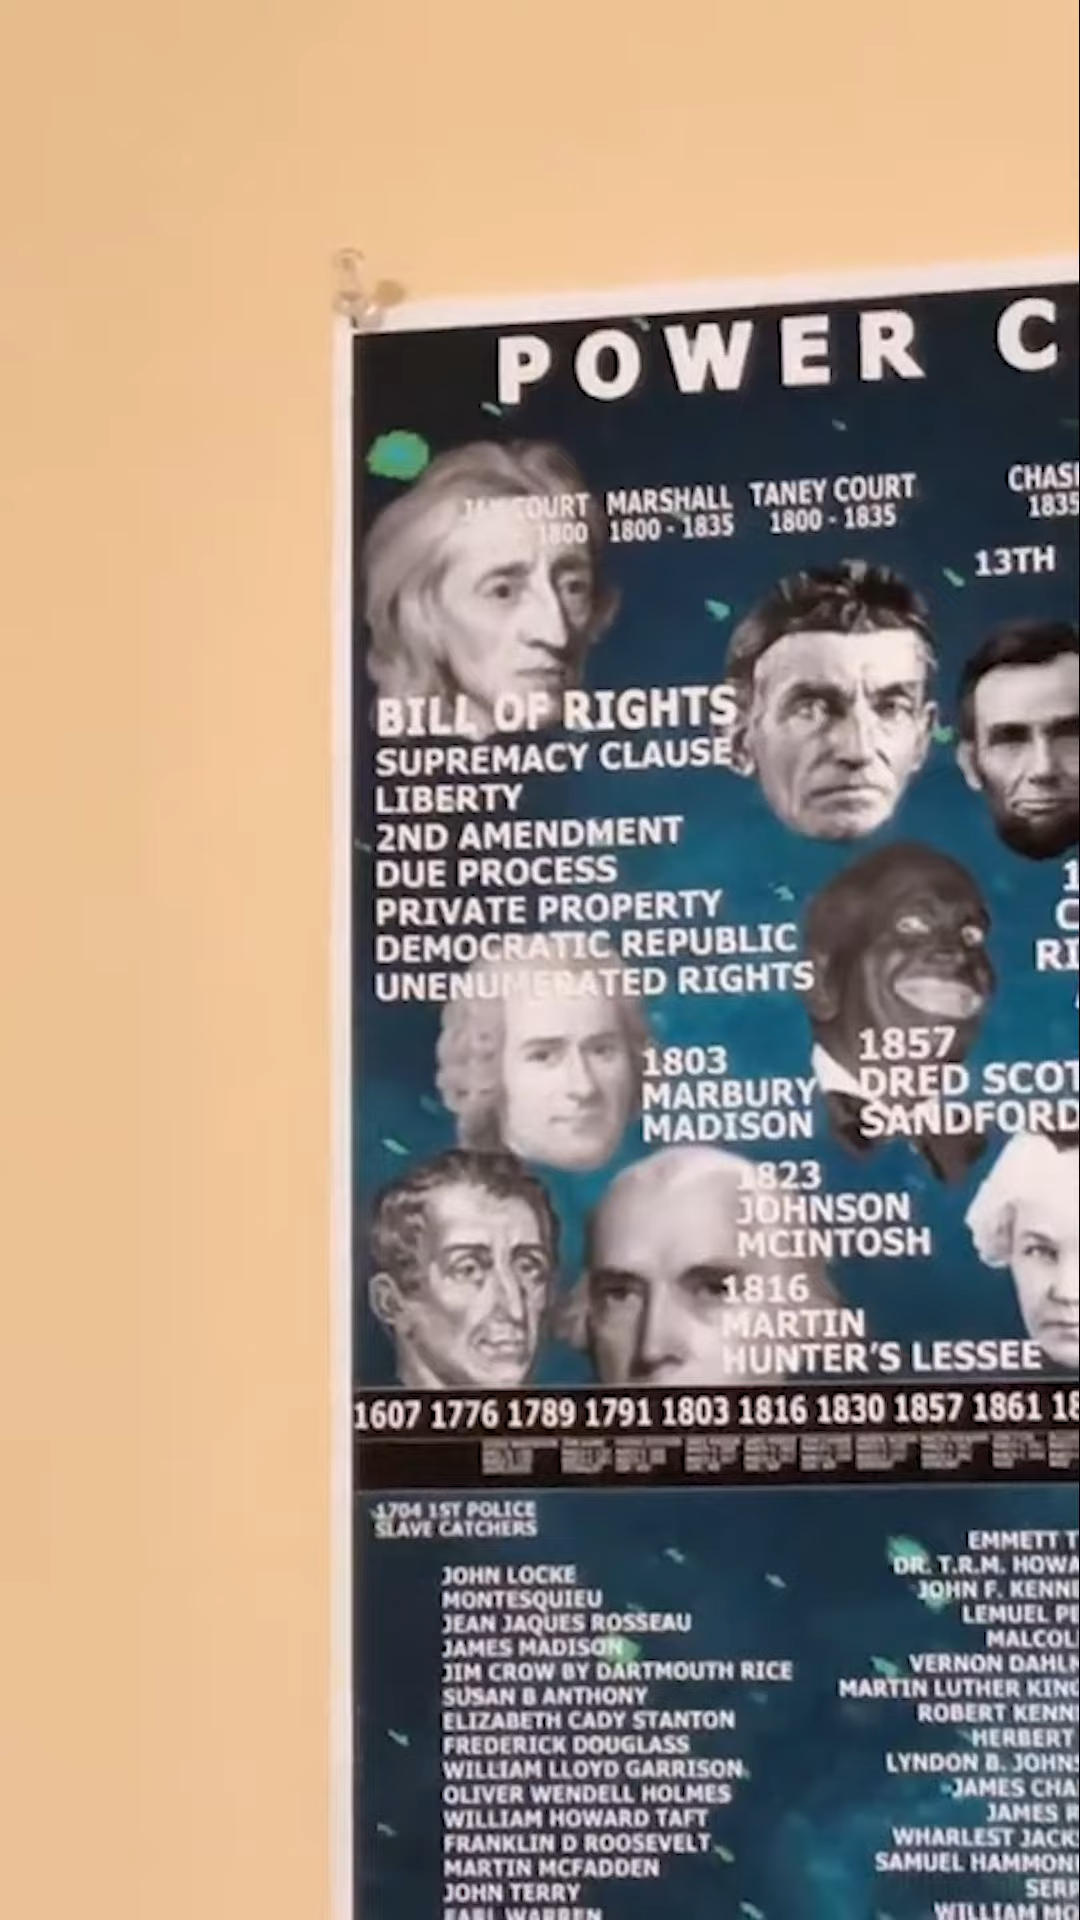 POWER C
COURT MARSHALL TANEY COURT CHAS
1800 1800 - 1835 1800 - 1835 1835
13TH
BILL OF RIGHTS
SUPREMACY CLAUSE
LIBERTY
2ND AMENDMENT
DUE PROCESS
PRIVATE PROPERTY
DEMOCRATIC REPUBLIC
UNENUMERATED RIGHTS
1
C
RI
1803
MARBURY
MADISON
1857
DRED SCOT
SANDFORD
1823
JOHNSON
MCINTOSH
1816
MARTIN
HUNTER'S LESSEE
1607 1776 1789 1791 1803 1816 1830 1857 1861 18
1704 1ST POLICE
SLAVE CATCHERS
JOHN LOCKE
MONTESQUIEU
JEAN JAQUES ROSSEAU
JAMES MADISON
JIM CROW BY DARTMOUTH RICE
SUSAN B ANTHONY
ELIZABETH CADY STANTON
FREDERICK DOUGLASS
WILLIAM LLOYD GARRISON
OLIVER WENDELL HOLMES
WILLIAM HOWARD TAFT
FRANKLIN D ROOSEVELT
MARTIN MCFADDEN
JOHN TERRY
EARL WARREN
EMMETT T
DR. T.R.M. HOWA
JOHN F. KENNE
LEMUEL PE
MALCOL
VERNON DAHLM
MARTIN LUTHER KING
ROBERT KENN
HERBERT
LYNDON B. JOHNS
JAMES CHA
JAMES R
WHARLEST JACK
SAMUEL HAMMON
SER
WILLIAM MO